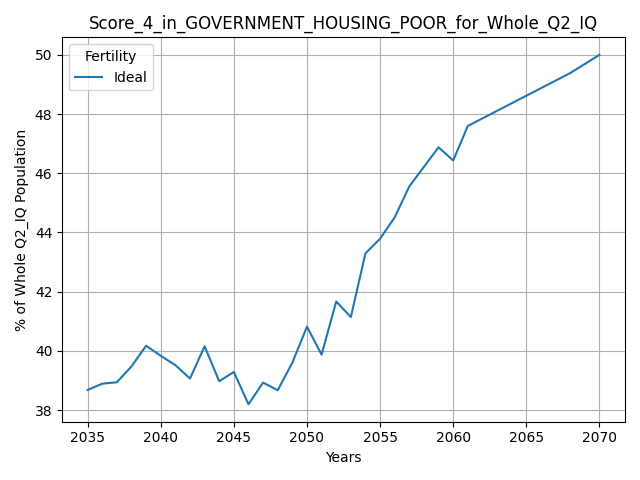 Score_4_in_GOVERNMENT_HOUSING_POOR_for_Whole_Q2_IQ
Fertility
Ideal
% of Whole Q2_IQ Population
50
48
46
44
42
40
38
2035 2040 2045 2050 2055 2060 2065 2070
Years